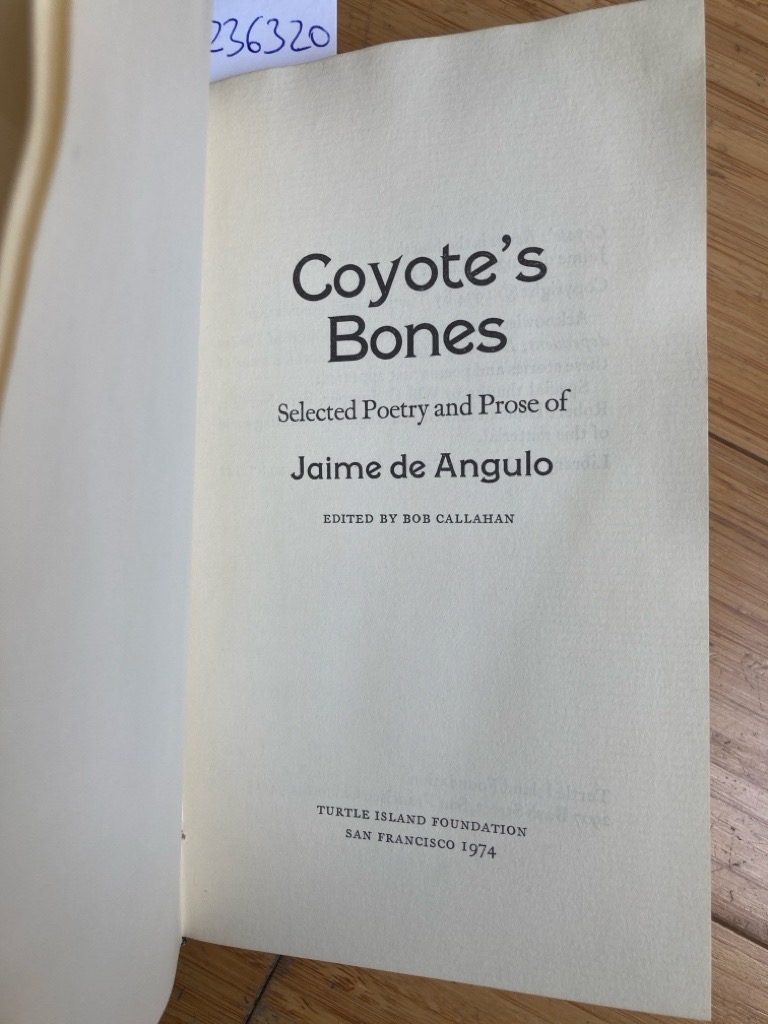 236320
Coyote's
Bones
Selected Poetry and Prose of
Jaime de Angulo
EDITED BY BOB CALLAHAN
TURTLE ISLAND FOUNDATION
SAN FRANCISCO 1974